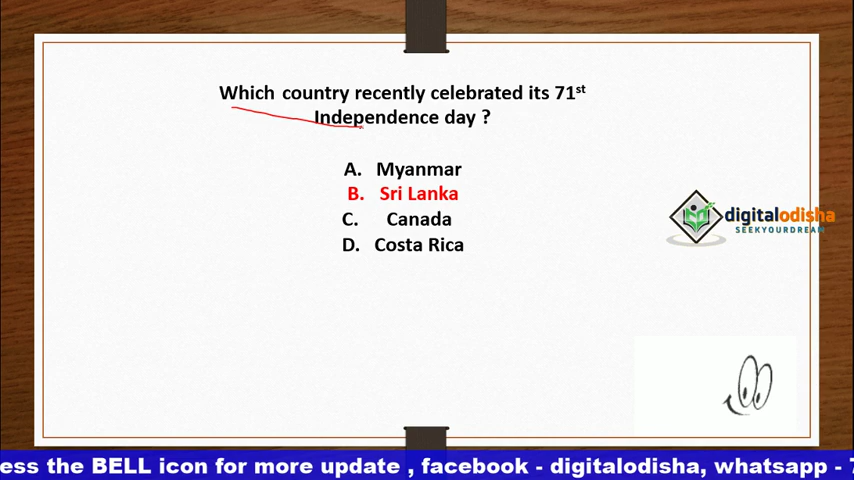 Which country recently celebrated its 71st
Independence day ?
A. Myanmar
B. Sri Lanka
C. Canada
D. Costa Rica
digitalodisha
SEEKYOURDREAM
ess the BELL icon for more update , facebook - digitalodisha, whatsapp - 7